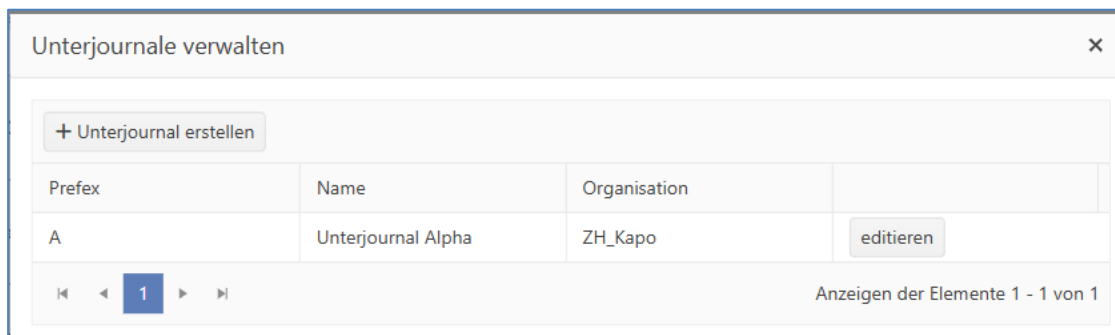 Unterjournale verwalten
+ Unterjournal erstellen
Prefex Name Organisation
A Unterjournal Alpha ZH_Kapo editieren
1 Anzeigen der Elemente 1 - 1 von 1